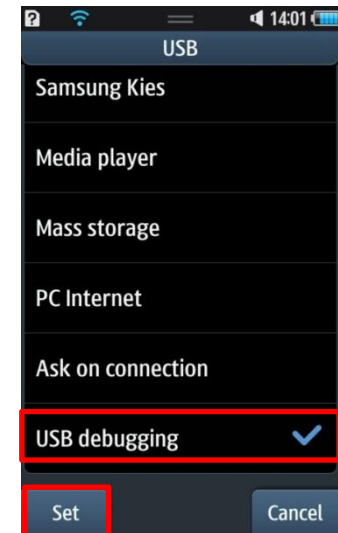 ? 14:01
USB
Samsung Kies
Media player
Mass storage
PC Internet
Ask on connection
USB debugging
Set Cancel